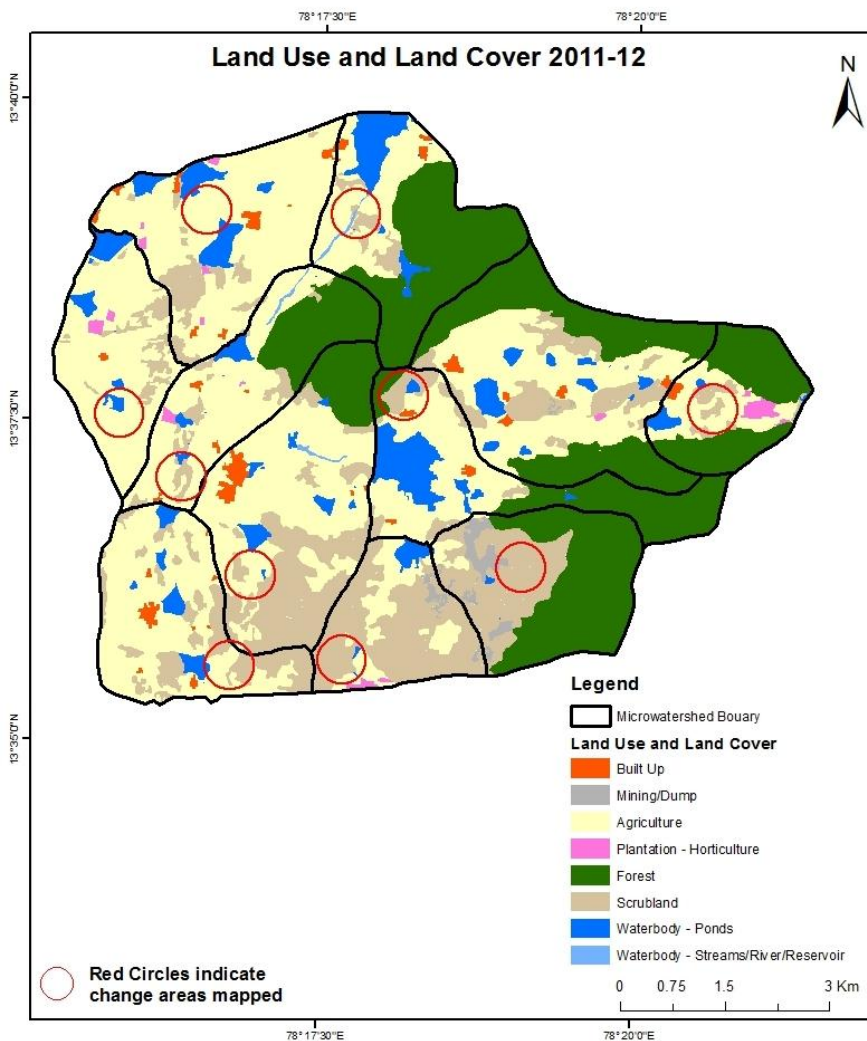 78°17'30"E 78°20'0"E
Land Use and Land Cover 2011-12
N
13°40'0"N
13°37'30"N
13°35'0"N
Legend
Microwatershed Bouary
Land Use and Land Cover
Built Up
Mining/Dump
Agriculture
Plantation - Horticulture
Forest
Scrubland
Waterbody - Ponds
Waterbody - Streams/River/Reservoir
Red Circles indicate
change areas mapped
0 0.75 1.5 3 Km
78°17'30"E 78°20'0"E